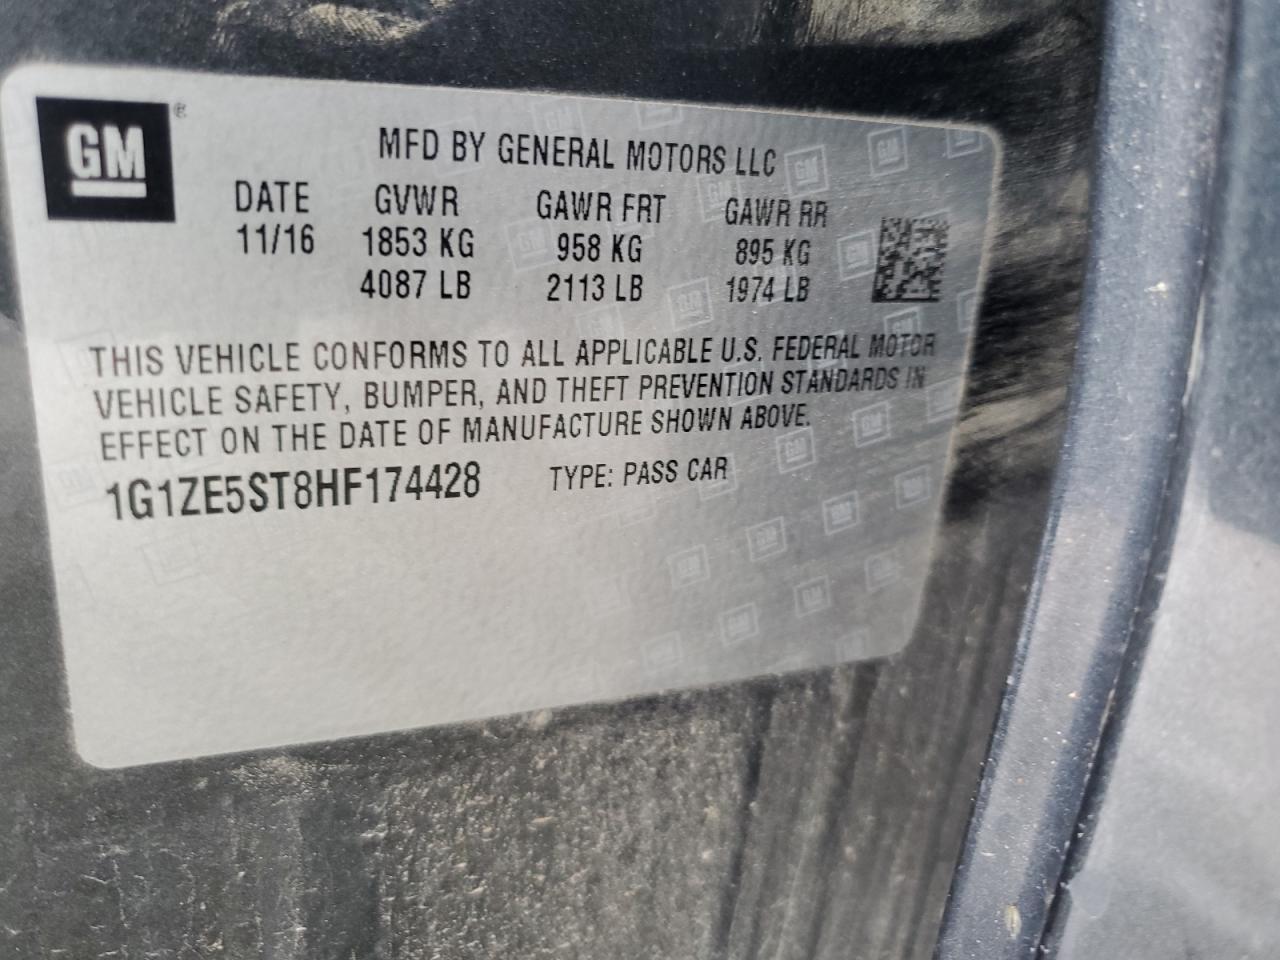 GM ®
MFD BY GENERAL MOTORS LLC
DATE GVWR GAWR FRT GAWR RR
11/16 1853 KG 958 KG 895 KG
4087 LB 2113 LB 1974 LB
THIS VEHICLE CONFORMS TO ALL APPLICABLE U.S. FEDERAL MOTOR
VEHICLE SAFETY, BUMPER, AND THEFT PREVENTION STANDARDS IN
EFFECT ON THE DATE OF MANUFACTURE SHOWN ABOVE.
1G1ZE5ST8HF174428 TYPE: PASS CAR